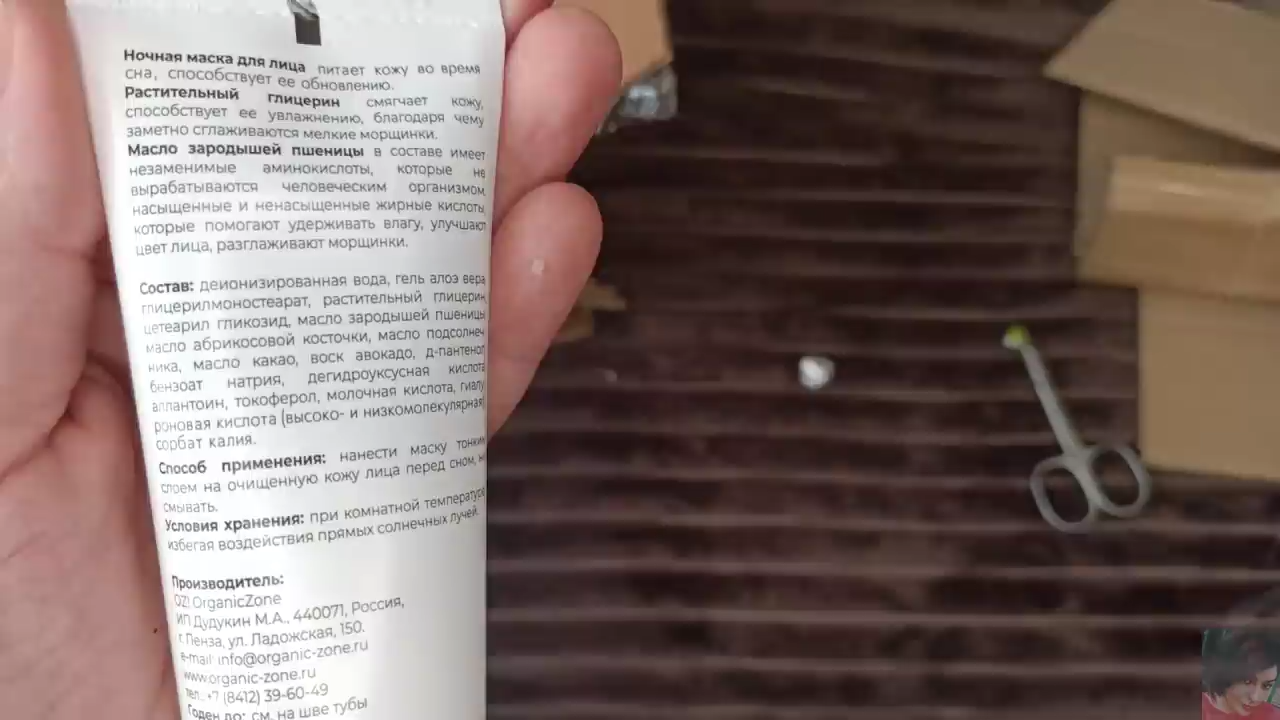 Ночная маска для лица питает кожу во время
сна, способствует ее обновлению.
Растительный глицерин смягчает кожу,
способствует ее увлажнению, благодаря чему
заметно сглаживаются мелкие морщинки.
Масло зародышей пшеницы в составе имеет
незаменимые аминокислоты, которые не
вырабатываются человеческим организмом,
насыщенные и ненасыщенные жирные кислоты,
которые помогают удерживать влагу, улучшают
цвет лица, разглаживают морщинки.
Состав: деионизированная вода, гель алоэ вера,
глицерилмоностеарат, растительный глицерин,
цетеарил гликозид, масло зародышей пшеницы,
масло абрикосовой косточки, масло подсолнеч
ника, масло какао, воск авокадо, д-пантенол
бензоат натрия, дегидроуксусная кислота
аллантоин, токоферол, молочная кислота, гиалу
роновая кислота (высоко- и низкомолекулярная)
сорбат калия.
Способ применения: нанести маску тонким
слоем на очищенную кожу лица перед сном, не
смывать.
Условия хранения: при комнатной температуре
избегая воздействия прямых солнечных лучей.
Производитель:
OZ! OrganicZone
ИП Дудукин М.А., 440071, Россия,
г. Пенза, ул. Ладожская, 150.
e-mail: info@organic-zone.ru
www.organic-zone.ru
тел.: +7 (8412) 39-60-49
Годен до: см. на шве тубы